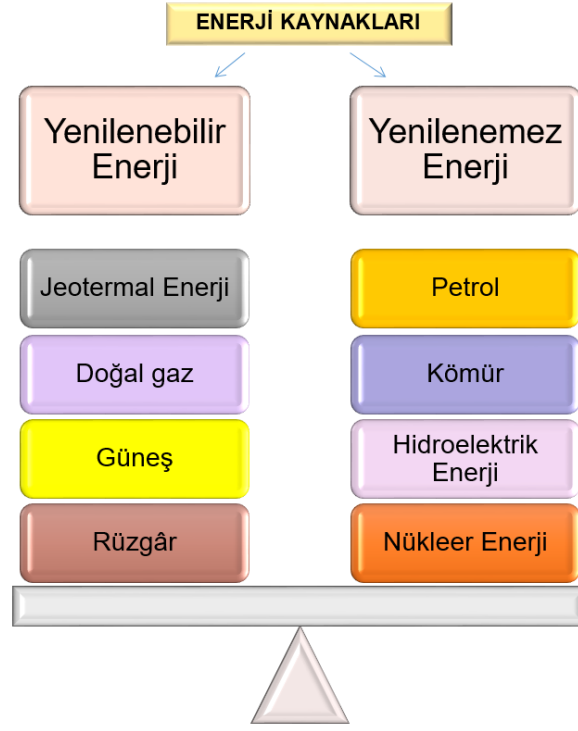 ENERJİ KAYNAKLARI
Yenilenebilir
Enerji
Yenilenemez
Enerji
Jeotermal Enerji
Doğal gaz
Güneş
Rüzgâr
Petrol
Kömür
Hidroelektrik
Enerji
Nükleer Enerji